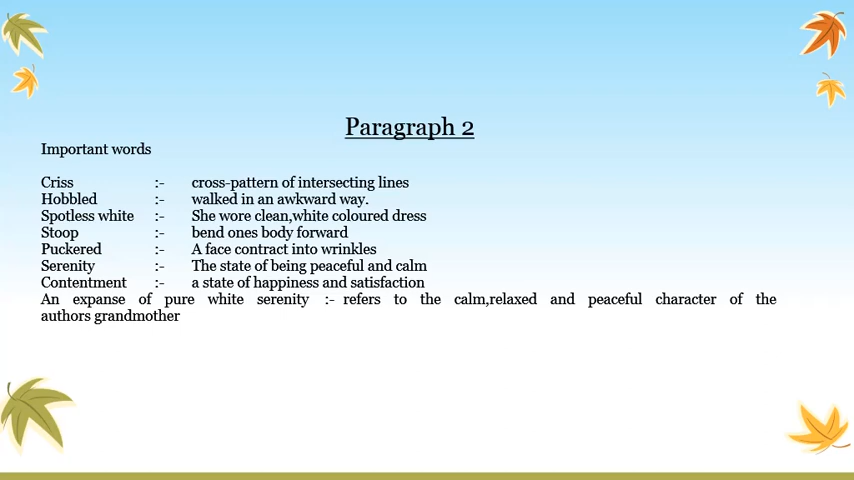 Paragraph 2
Important words
Criss :- cross-pattern of intersecting lines
Hobbled :- walked in an awkward way.
Spotless white :- She wore clean,white coloured dress
Stoop :- bend ones body forward
Puckered :- A face contract into wrinkles
Serenity :- The state of being peaceful and calm
Contentment :- a state of happiness and satisfaction
An expanse of pure white serenity :- refers to the calm,relaxed and peaceful character of the
authors grandmother